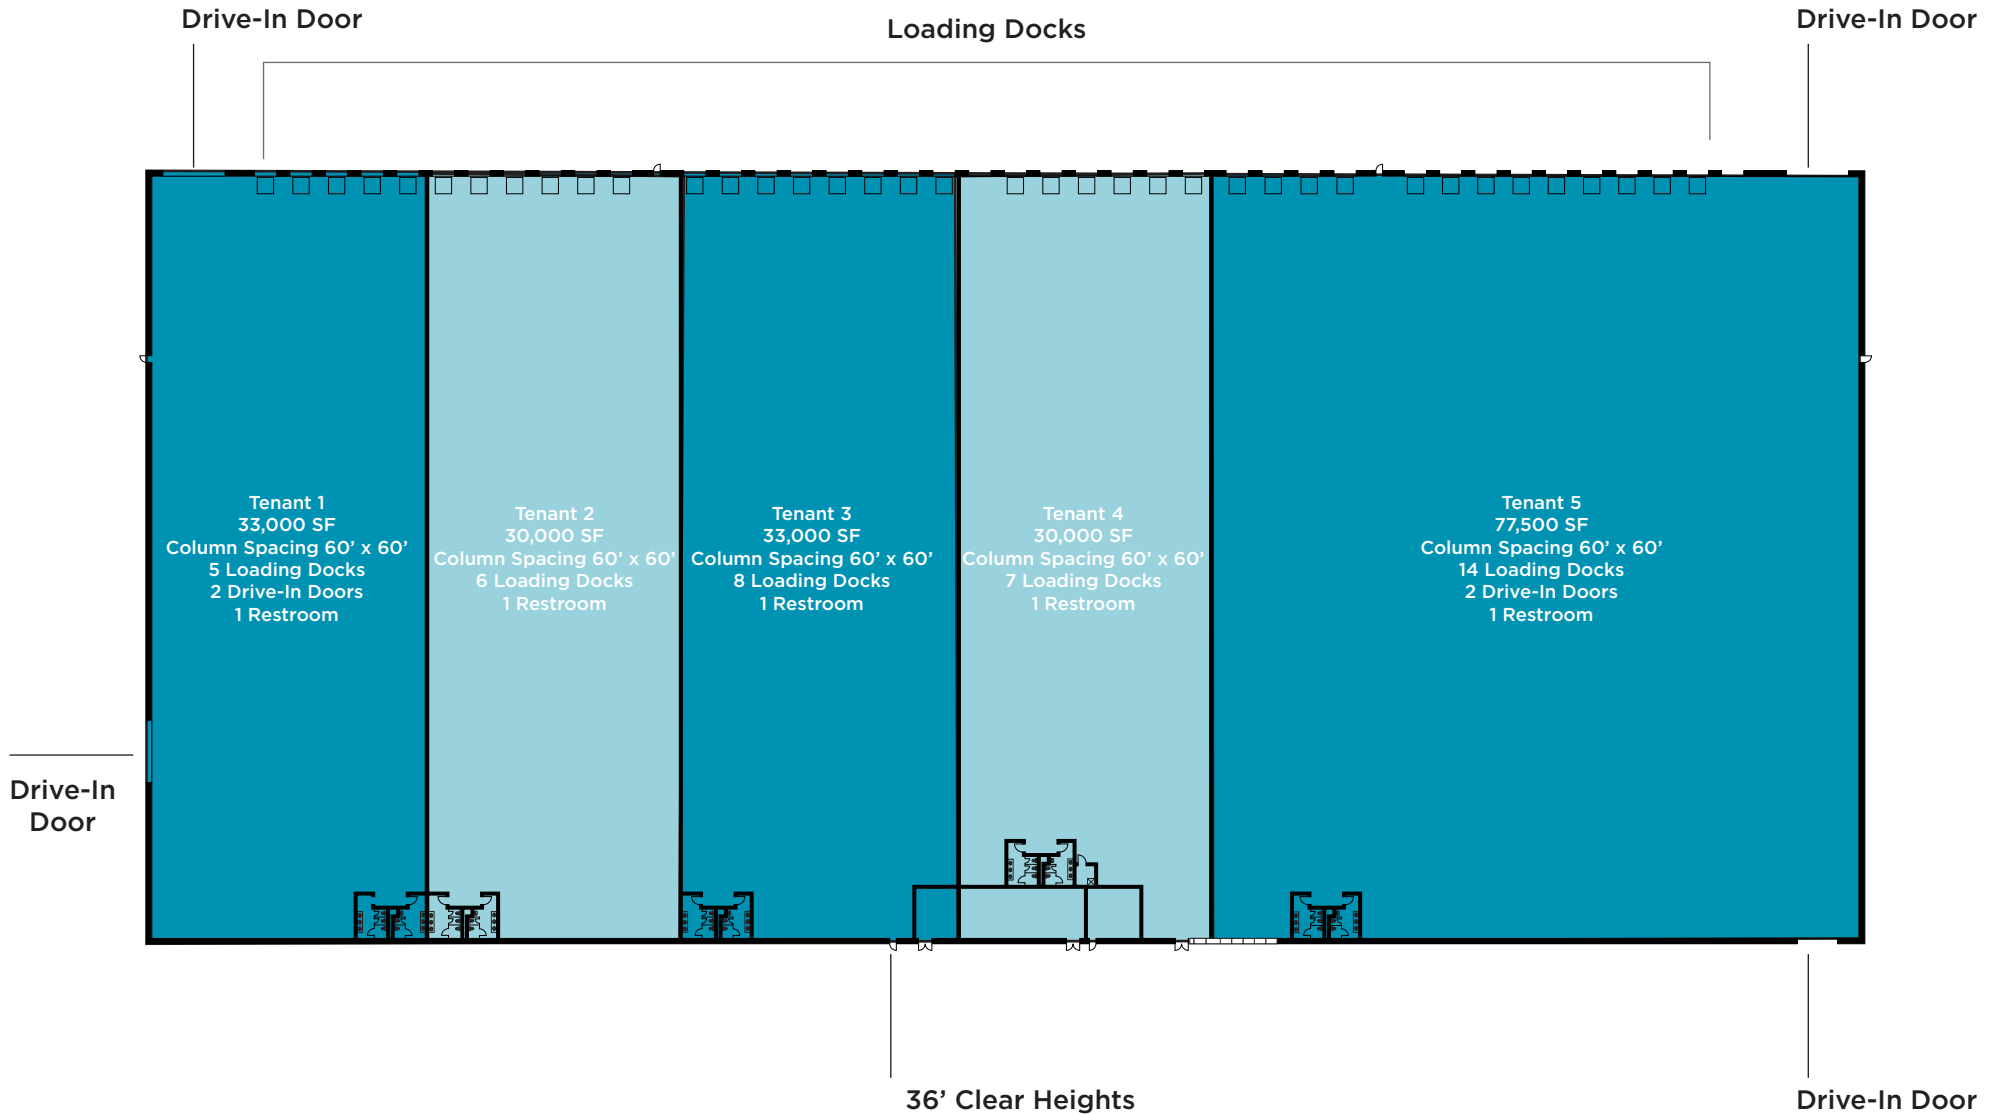 Drive-In Door
Loading Docks
Drive-In Door
Tenant 1
33,000 SF
Column Spacing 60’ x 60’
5 Loading Docks
2 Drive-In Doors
1 Restroom
Tenant 2
30,000 SF
Column Spacing 60’ x 60’
6 Loading Docks
1 Restroom
Tenant 3
33,000 SF
Column Spacing 60’ x 60’
8 Loading Docks
1 Restroom
Tenant 4
30,000 SF
Column Spacing 60’ x 60’
7 Loading Docks
1 Restroom
Tenant 5
77,500 SF
Column Spacing 60’ x 60’
14 Loading Docks
2 Drive-In Doors
1 Restroom
Drive-In
Door
36’ Clear Heights
Drive-In Door